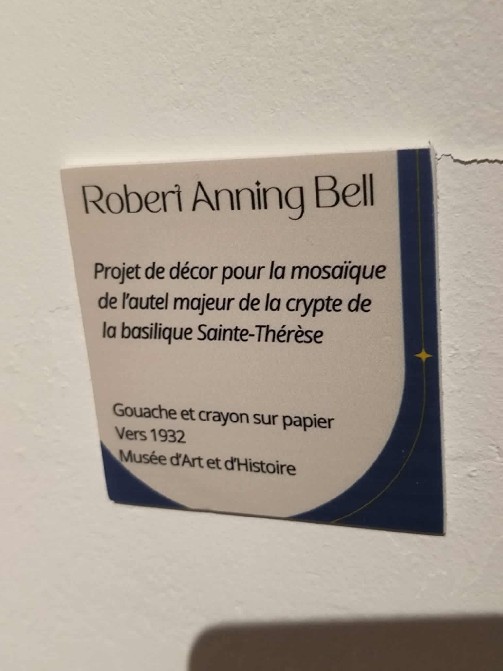 Robert Anning Bell
Projet de décor pour la mosaïque
de l'autel majeur de la crypte de
la basilique Sainte-Thérèse
Gouache et crayon sur papier
Vers 1932
Musée d'Art et d'Histoire